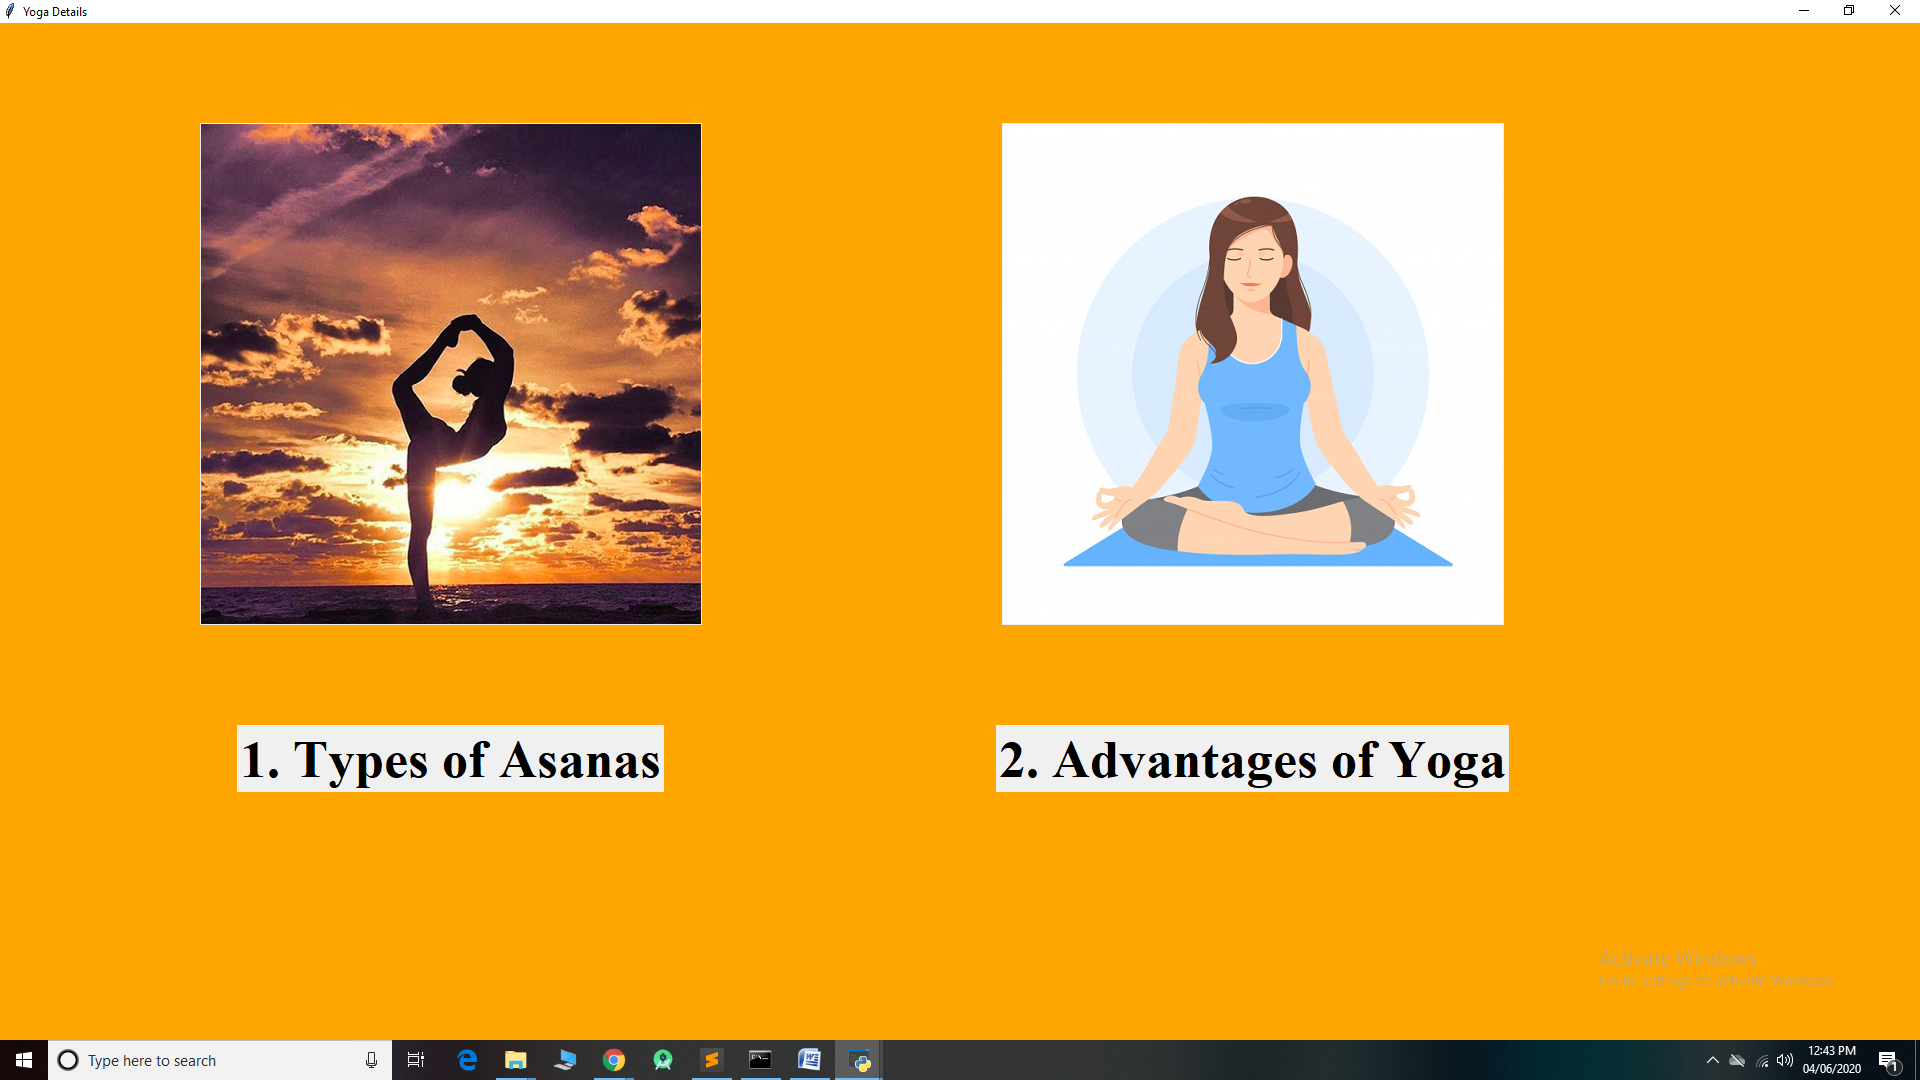 Yoga Details
1. Types of Asanas
2. Advantages of Yoga
Activate Windows
Go to Settings to activate Windows.
Type here to search
12:43 PM
04/06/2020
1